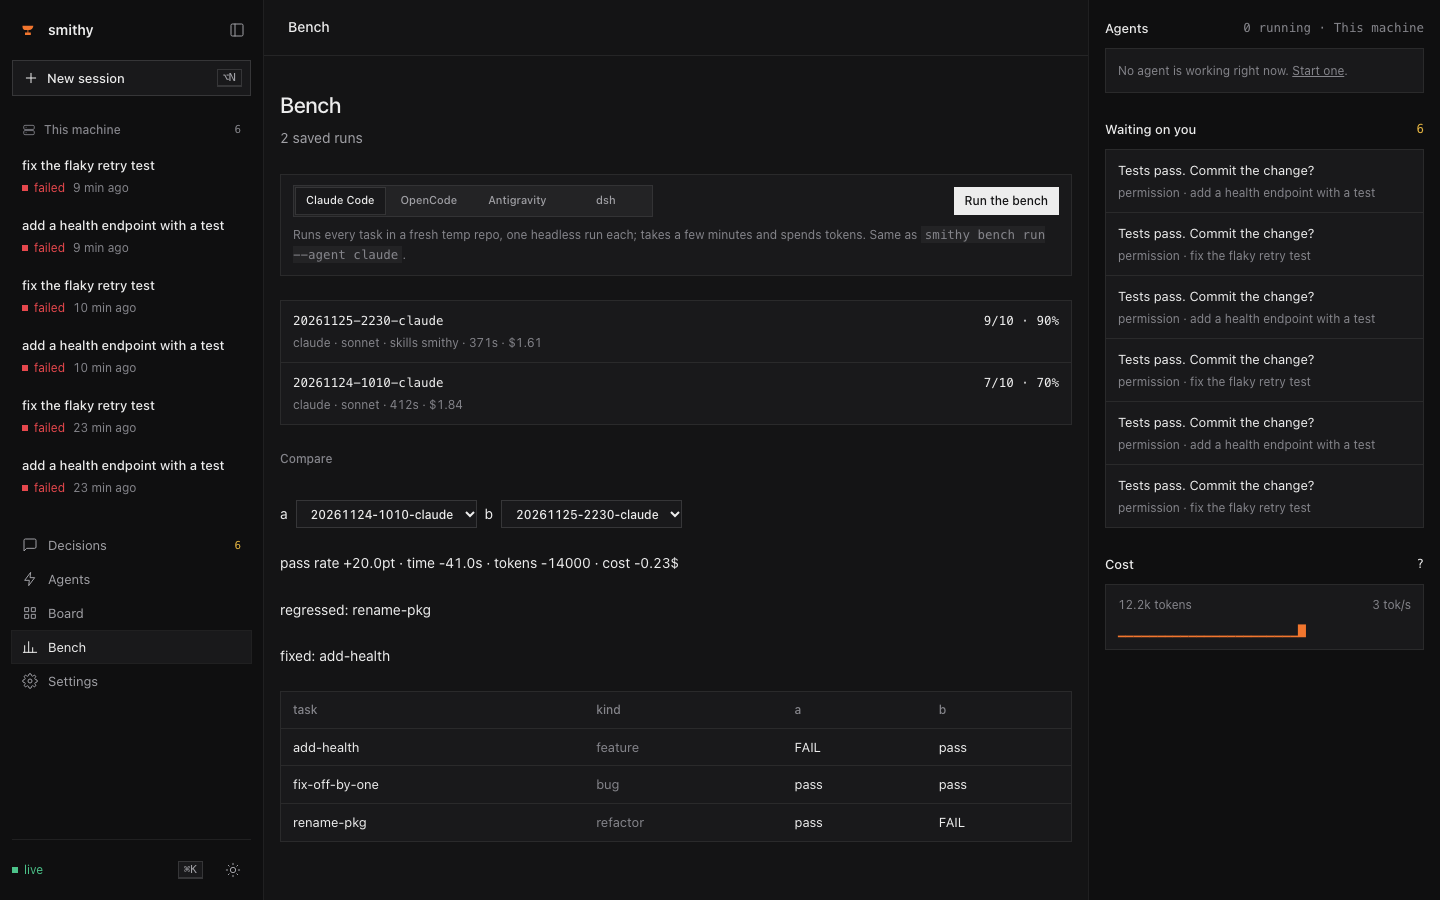 smithy
New session
⌥N
This machine
6
fix the flaky retry test
failed 9 min ago
add a health endpoint with a test
failed 9 min ago
fix the flaky retry test
failed 10 min ago
add a health endpoint with a test
failed 10 min ago
fix the flaky retry test
failed 23 min ago
add a health endpoint with a test
failed 23 min ago
Decisions
6
Agents
Board
Bench
Settings
live
⌘K
Bench
Bench
2 saved runs
Claude Code OpenCode Antigravity dsh
Run the bench
Runs every task in a fresh temp repo, one headless run each; takes a few minutes and spends tokens. Same as smithy bench run
--agent claude.
20261125-2230-claude 9/10 · 90%
claude · sonnet · skills smithy · 371s · $1.61
20261124-1010-claude 7/10 · 70%
claude · sonnet · 412s · $1.84
Compare
a 20261124-1010-claude b 20261125-2230-claude
pass rate +20.0pt · time -41.0s · tokens -14000 · cost -0.23$
regressed: rename-pkg
fixed: add-health
task kind a b
add-health feature FAIL pass
fix-off-by-one bug pass pass
rename-pkg refactor pass FAIL
Agents 0 running · This machine
No agent is working right now. Start one.
Waiting on you 6
Tests pass. Commit the change?
permission · add a health endpoint with a test
Tests pass. Commit the change?
permission · fix the flaky retry test
Tests pass. Commit the change?
permission · add a health endpoint with a test
Tests pass. Commit the change?
permission · fix the flaky retry test
Tests pass. Commit the change?
permission · add a health endpoint with a test
Tests pass. Commit the change?
permission · fix the flaky retry test
Cost ?
12.2k tokens 3 tok/s